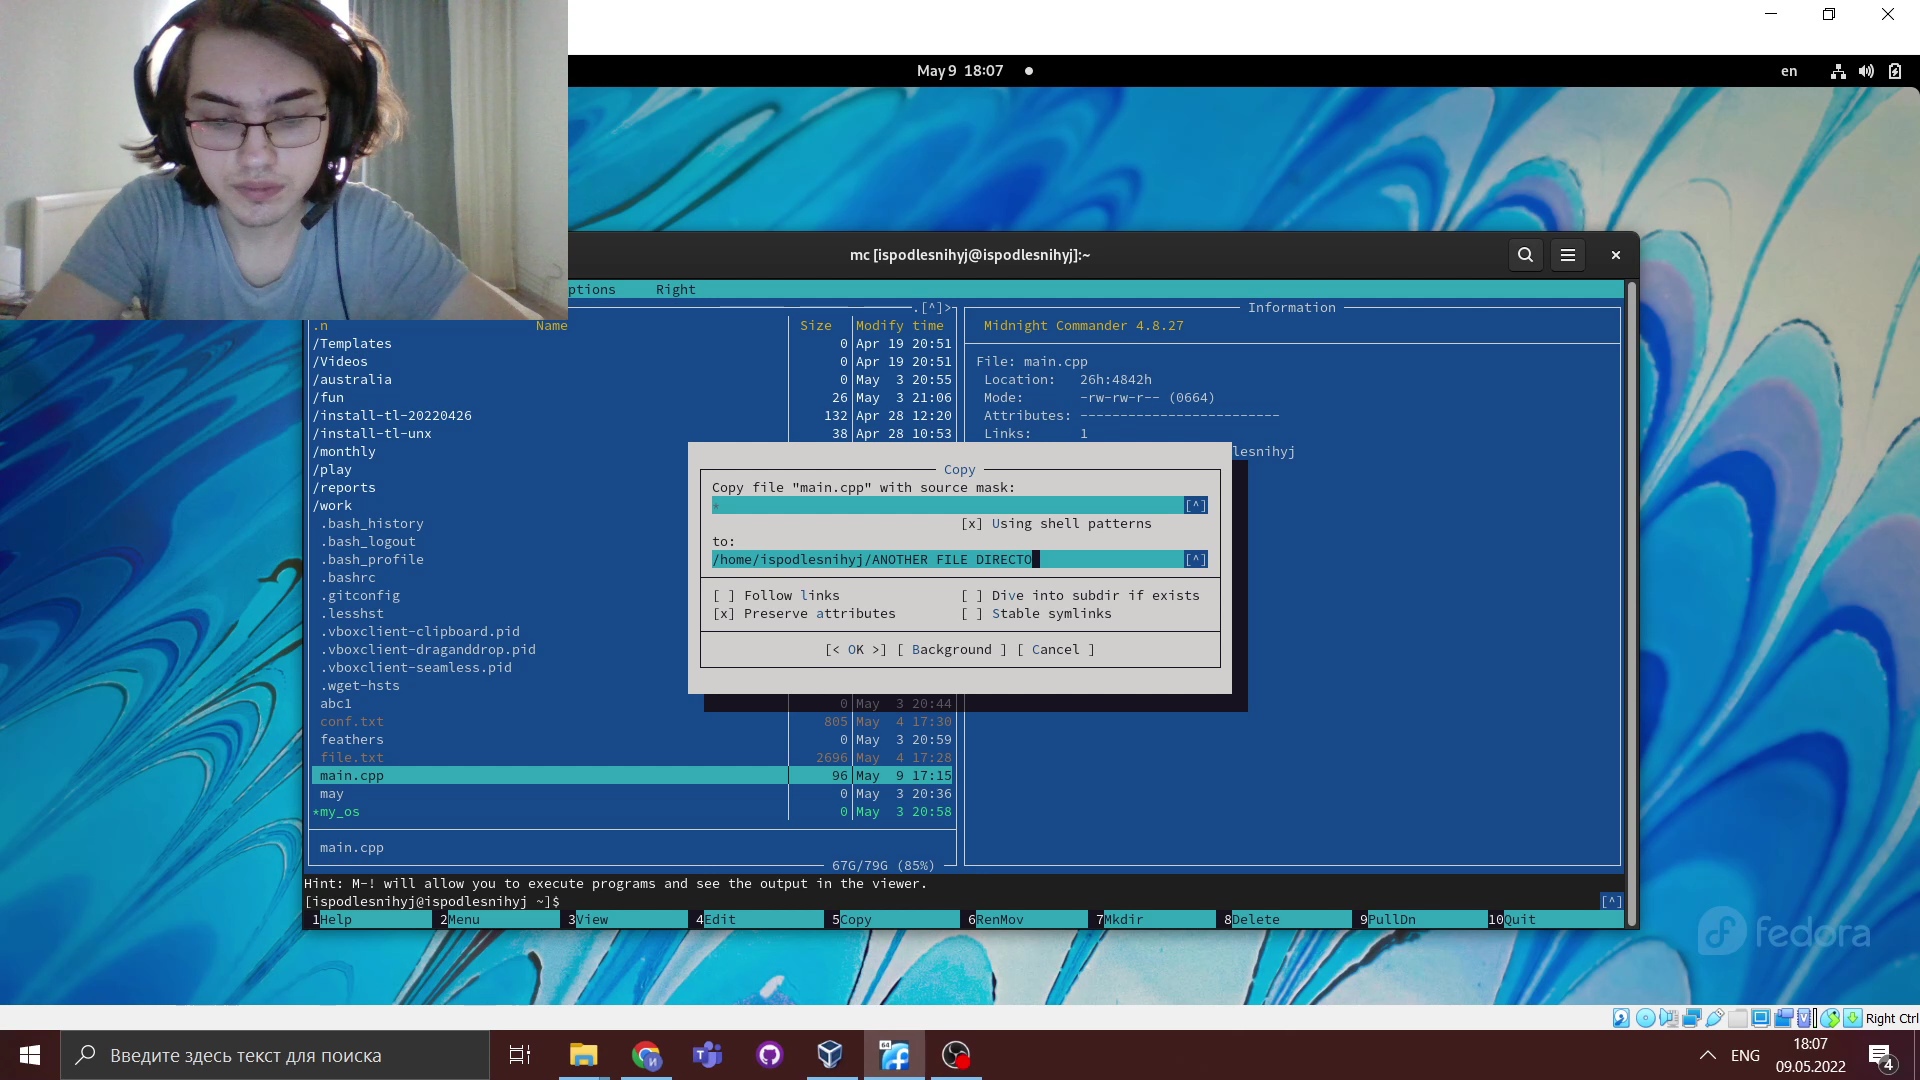 May 9 18:07
en
mc [ispodlesnihyj@ispodlesnihyj]:~
ptions Right
.[^]>
.n Name Size Modify time
/Templates 0 Apr 19 20:51
/Videos 0 Apr 19 20:51
/australia 0 May 3 20:55
/fun 26 May 3 21:06
/install-tl-20220426 132 Apr 28 12:20
/install-tl-unx 38 Apr 28 10:53
/monthly
/play
/reports
/work
.bash_history
.bash_logout
.bash_profile
.bashrc
.gitconfig
.lesshst
.vboxclient-clipboard.pid
.vboxclient-draganddrop.pid
.vboxclient-seamless.pid
.wget-hsts
abc1 0 May 3 20:44
conf.txt 805 May 4 17:30
feathers 0 May 3 20:59
file.txt 2696 May 4 17:28
main.cpp 96 May 9 17:15
may 0 May 3 20:36
*my_os 0 May 3 20:58
main.cpp
67G/79G (85%)
Information
Midnight Commander 4.8.27
File: main.cpp
Location: 26h:4842h
Mode: -rw-rw-r-- (0664)
Attributes: -------------------------
Links: 1
lesnihyj
Copy
Copy file "main.cpp" with source mask:
* [^]
[x] Using shell patterns
to:
/home/ispodlesnihyj/ANOTHER FILE DIRECTO [^]
[ ] Follow links [ ] Dive into subdir if exists
[x] Preserve attributes [ ] Stable symlinks
[< OK >] [ Background ] [ Cancel ]
Hint: M-! will allow you to execute programs and see the output in the viewer.
[ispodlesnihyj@ispodlesnihyj ~]$ [^]
1Help 2Menu 3View 4Edit 5Copy 6RenMov 7Mkdir 8Delete 9PullDn 10Quit
fedora
Right Ctrl
Введите здесь текст для поиска
64
ENG
18:07
09.05.2022
4